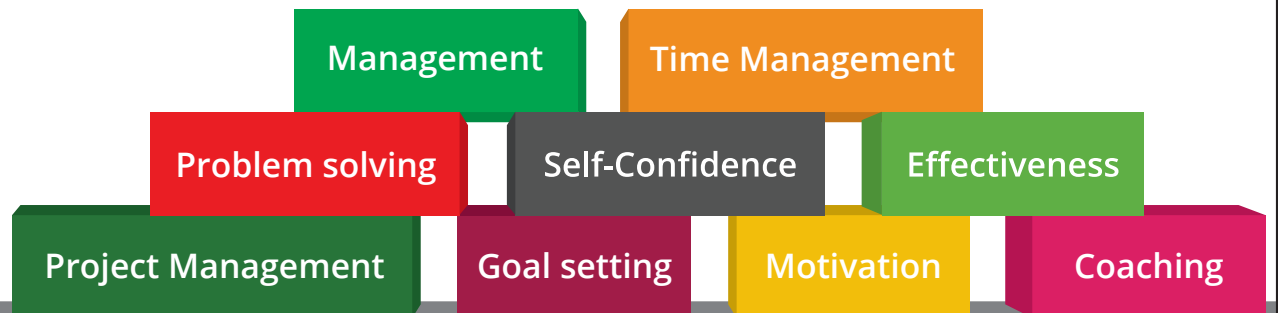 Management
Time Management
Problem solving
Self-Confidence
Effectiveness
Project Management
Goal setting
Motivation
Coaching